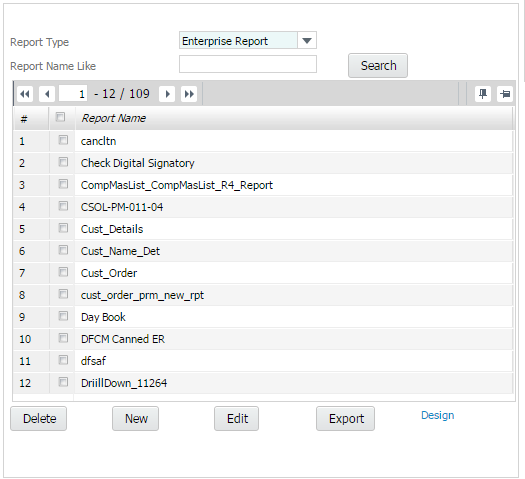 Report Type Enterprise Report
Report Name Like Search
1 - 12 / 109
# Report Name
1 cancltn
2 Check Digital Signatory
3 CompMasList_CompMasList_R4_Report
4 CSOL-PM-011-04
5 Cust_Details
6 Cust_Name_Det
7 Cust_Order
8 cust_order_prm_new_rpt
9 Day Book
10 DFCM Canned ER
11 dfsaf
12 DriillDown_11264
Delete New Edit Export Design